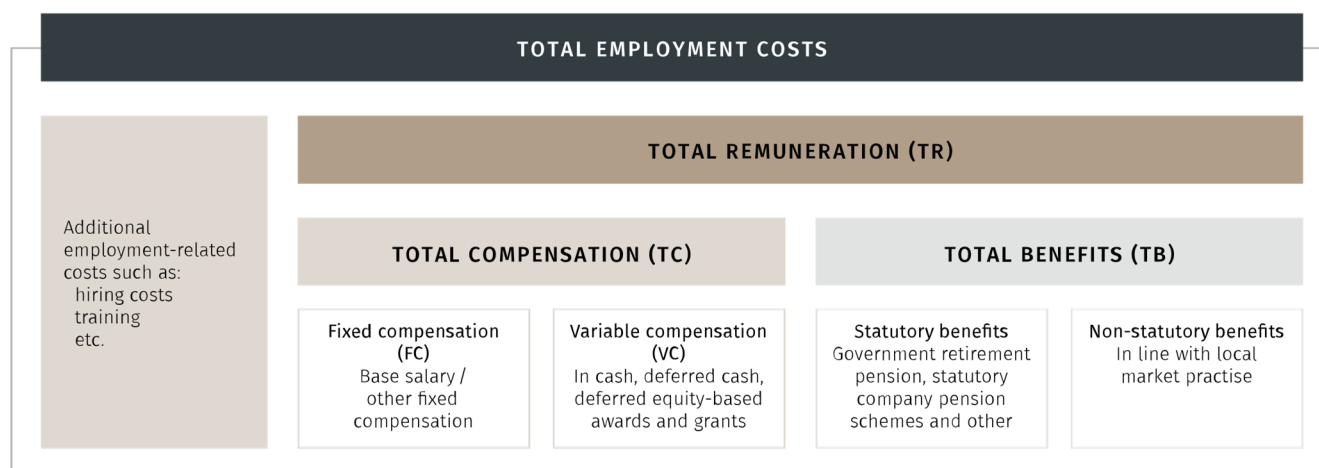 TOTAL EMPLOYMENT COSTS
TOTAL REMUNERATION (TR)
Additional
employment-related
costs such as:
hiring costs
training
etc.
TOTAL COMPENSATION (TC)
TOTAL BENEFITS (TB)
Fixed compensation
(FC)
Base salary /
other fixed
compensation
Variable compensation
(VC)
In cash, deferred cash,
deferred equity-based
awards and grants
Statutory benefits
Government retirement
pension, statutory
company pension
schemes and other
Non-statutory benefits
In line with local
market practise